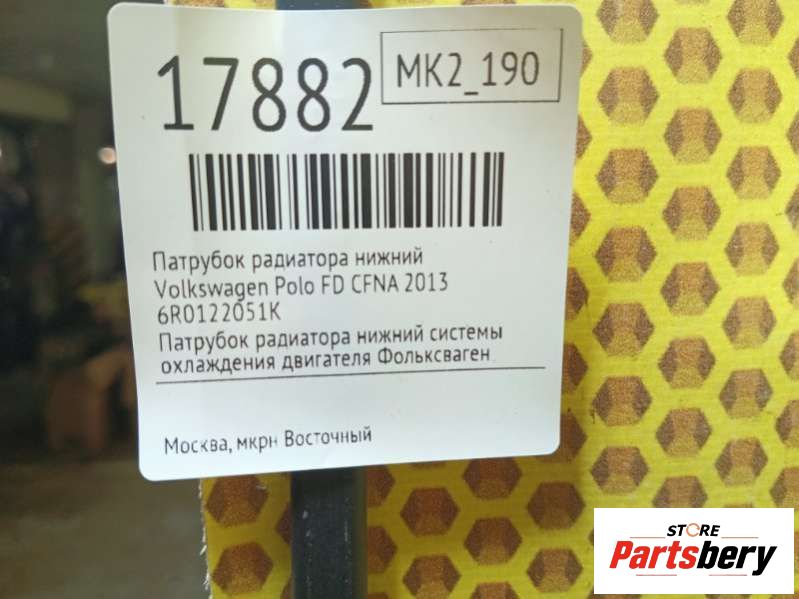 17882
MK2_190
Патрубок радиатора нижний
Volkswagen Polo FD CFNA 2013
6R0122051K
Патрубок радиатора нижний системы
охлаждения двигателя Фольксваген
Москва, мкрн Восточный
STORE
Partsbery